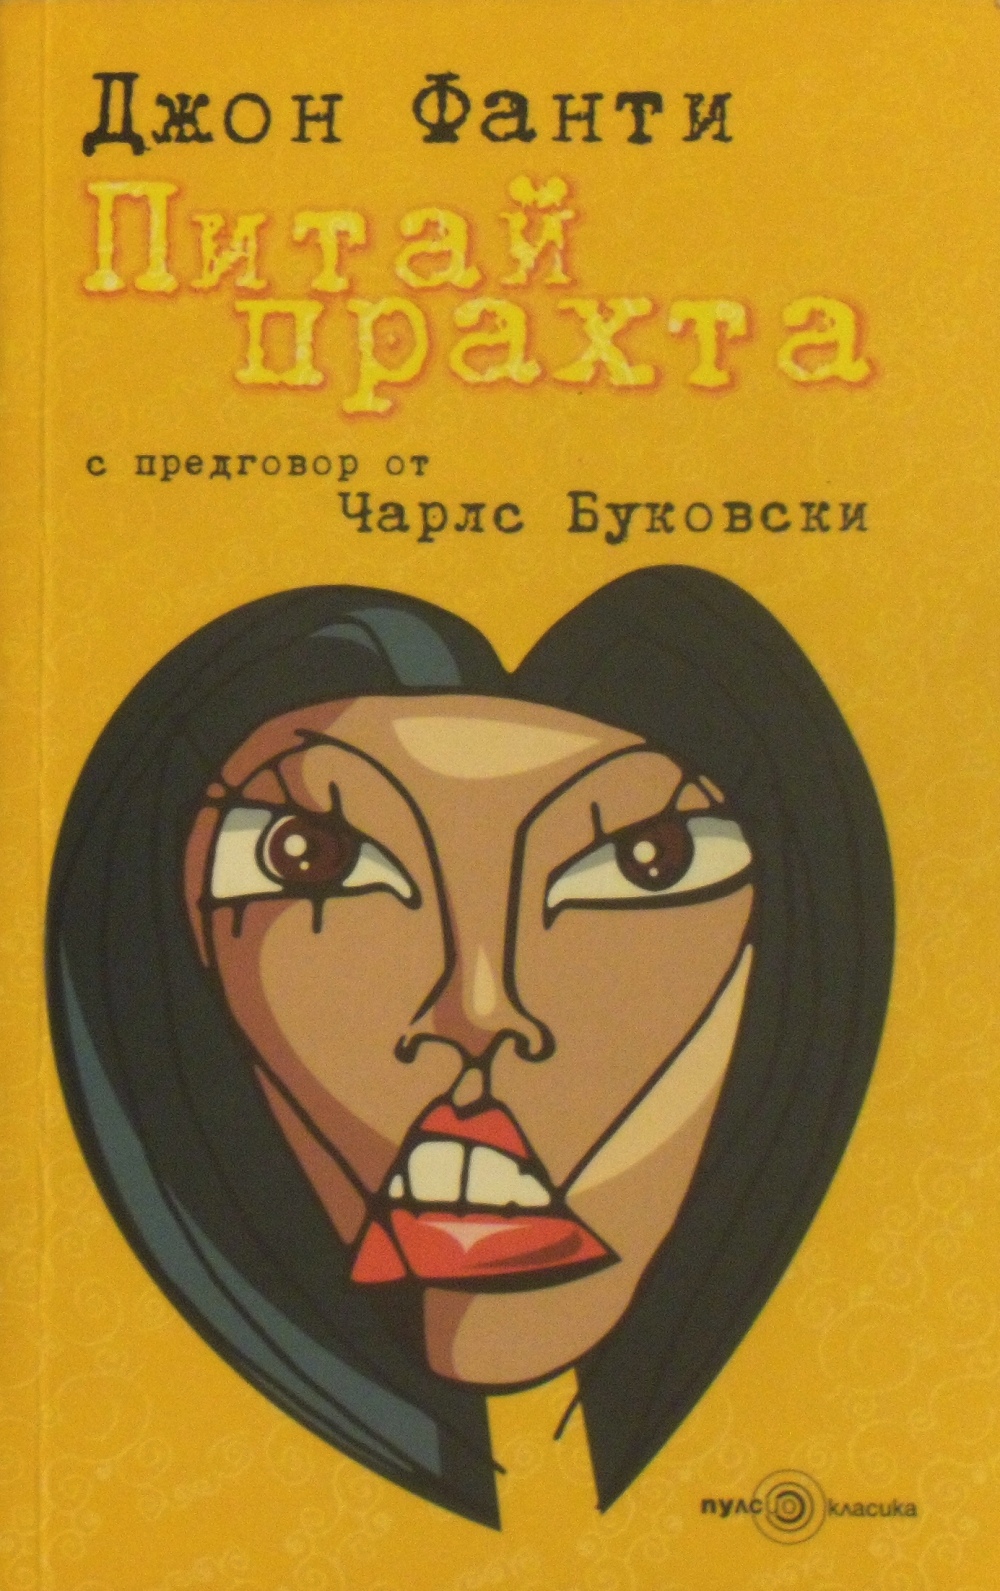 Джон Фанти
Питай
прахта
с предговор от
Чарлс Буковски
пулс класика